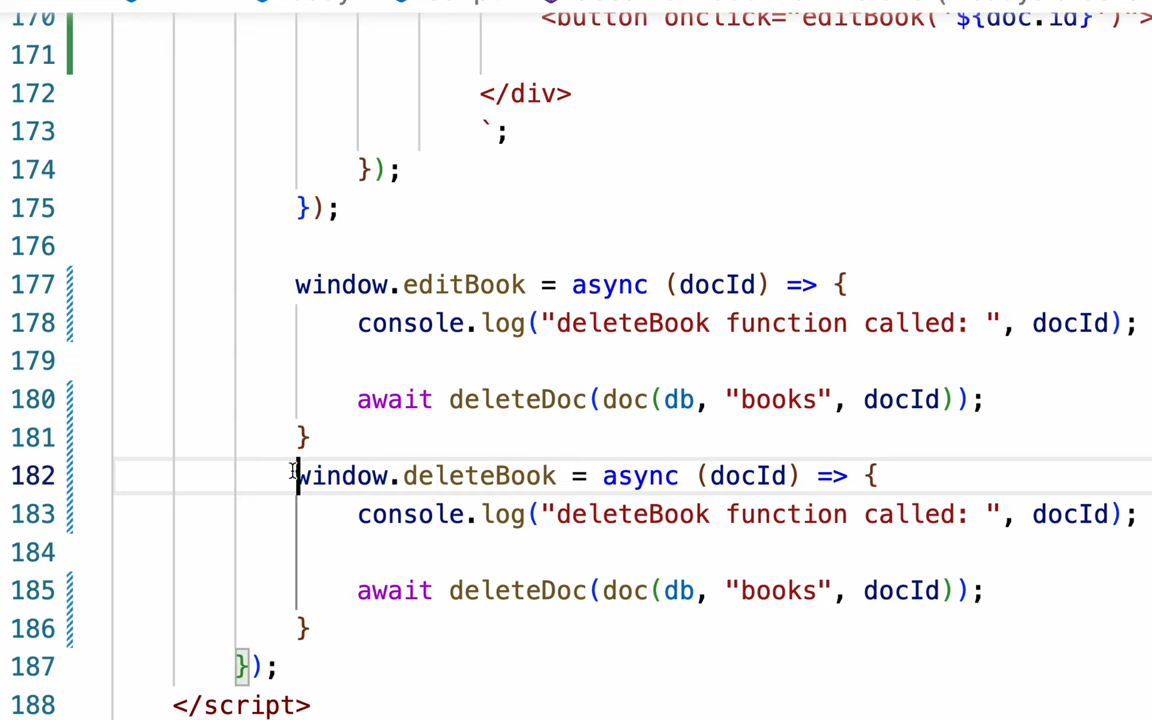 170 <button onclick="editBook('${doc.id}')">
171
172 </div>
173 `;
174 });
175 });
176
177 window.editBook = async (docId) => {
178 console.log("deleteBook function called: ", docId);
179
180 await deleteDoc(doc(db, "books", docId));
181 }
182 window.deleteBook = async (docId) => {
183 console.log("deleteBook function called: ", docId);
184
185 await deleteDoc(doc(db, "books", docId));
186 }
187 });
188 </script>